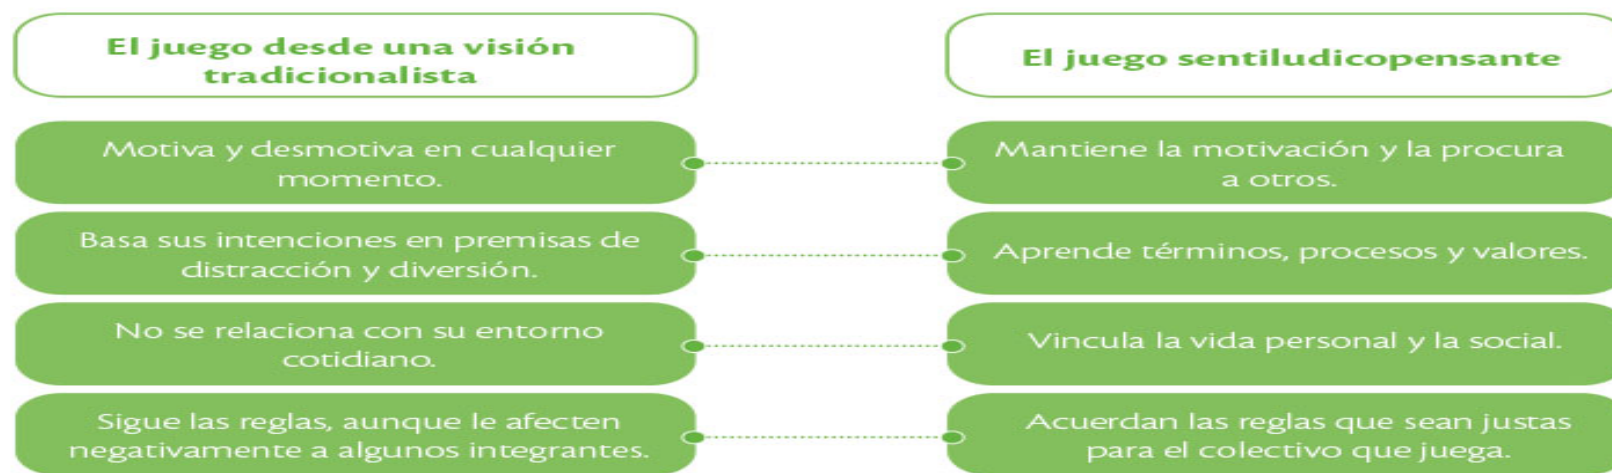 El juego desde una visión
tradicionalista
El juego sentiludicopensante
Motiva y desmotiva en cualquier
momento.
Mantiene la motivación y la procura
a otros.
Basa sus intenciones en premisas de
distracción y diversión.
Aprende términos, procesos y valores.
No se relaciona con su entorno
cotidiano.
Vincula la vida personal y la social.
Sigue las reglas, aunque le afecten
negativamente a algunos integrantes.
Acuerdan las reglas que sean justas
para el colectivo que juega.